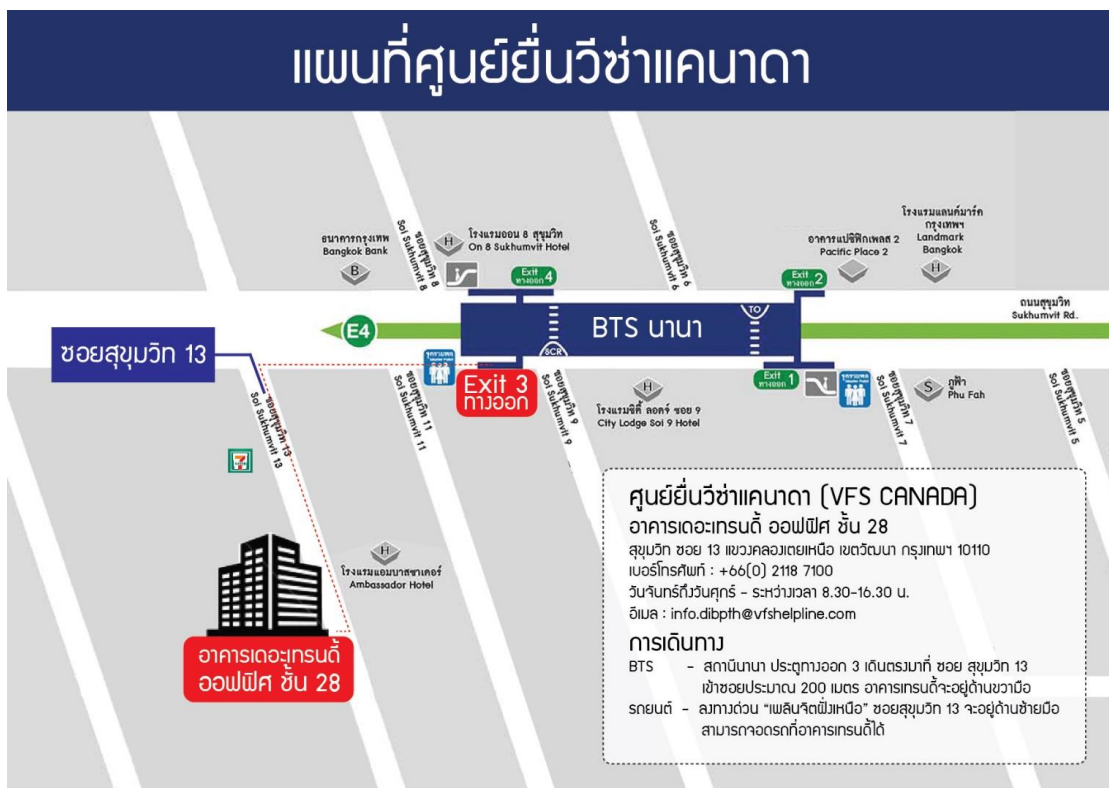 แผนที่ศูนย์ยื่นวีซ่าแคนาดา
ธนาคารกรุงเทพ
Bangkok Bank
B
ซอยสุขุมวิท 8
Soi Sukhumvit 8
H
โรงแรมออน 8 สุขุมวิท
On 8 Sukhumvit Hotel
Exit
ทางออก 4
ซอยสุขุมวิท 6
Soi Sukhumvit 6
Exit
ทางออก 2
อาคารแปซิฟิกเพลส 2
Pacific Place 2
โรงแรมแลนด์มาร์ค
กรุงเทพฯ
Landmark
Bangkok
H
ถนนสุขุมวิท
Sukhumvit Rd.
E4
BTS นานา
TO
SCR
ซอยสุขุมวิท 13
ซอยสุขุมวิท 13
Soi Sukhumvit 13
7
ซอยสุขุมวิท 11
Soi Sukhumvit 11
จุดรวมพล
Exit 3
ทางออก
ซอยสุขุมวิท 9
Soi Sukhumvit 9
H
โรงแรมซิตี้ ลอดจ์ ซอย 9
City Lodge Soi 9 Hotel
Exit
ทางออก 1
จุดรวมพล
ซอยสุขุมวิท 7
Soi Sukhumvit 7
S
ภูฟ้า
Phu Fah
ซอยสุขุมวิท 5
Soi Sukhumvit 5
H
โรงแรมแอมบาสซาเดอร์
Ambassador Hotel
อาคารเดอะเทรนดี้
ออฟฟิศ ชั้น 28
ศูนย์ยื่นวีซ่าแคนาดา (VFS CANADA)
อาคารเดอะเทรนดี้ ออฟฟิศ ชั้น 28
สุขุมวิท ซอย 13 แขวงคลองเตยเหนือ เขตวัฒนา กรุงเทพฯ 10110
เบอร์โทรศัพท์ : +66(0) 2118 7100
วันจันทร์ถึงวันศุกร์ - ระหว่างเวลา 8.30-16.30 น.
อีเมล : info.dibpth@vfshelpline.com
การเดินทาง
BTS - สถานีนานา ประตูทางออก 3 เดินตรงมาที่ ซอย สุขุมวิท 13
เข้าซอยประมาณ 200 เมตร อาคารเทรนดี้จะอยู่ด้านขวามือ
รถยนต์ - ลงทางด่วน “เพลินจิตฝั่งเหนือ” ซอยสุขุมวิท 13 จะอยู่ด้านซ้ายมือ
สามารถจอดรถที่อาคารเทรนดี้ได้